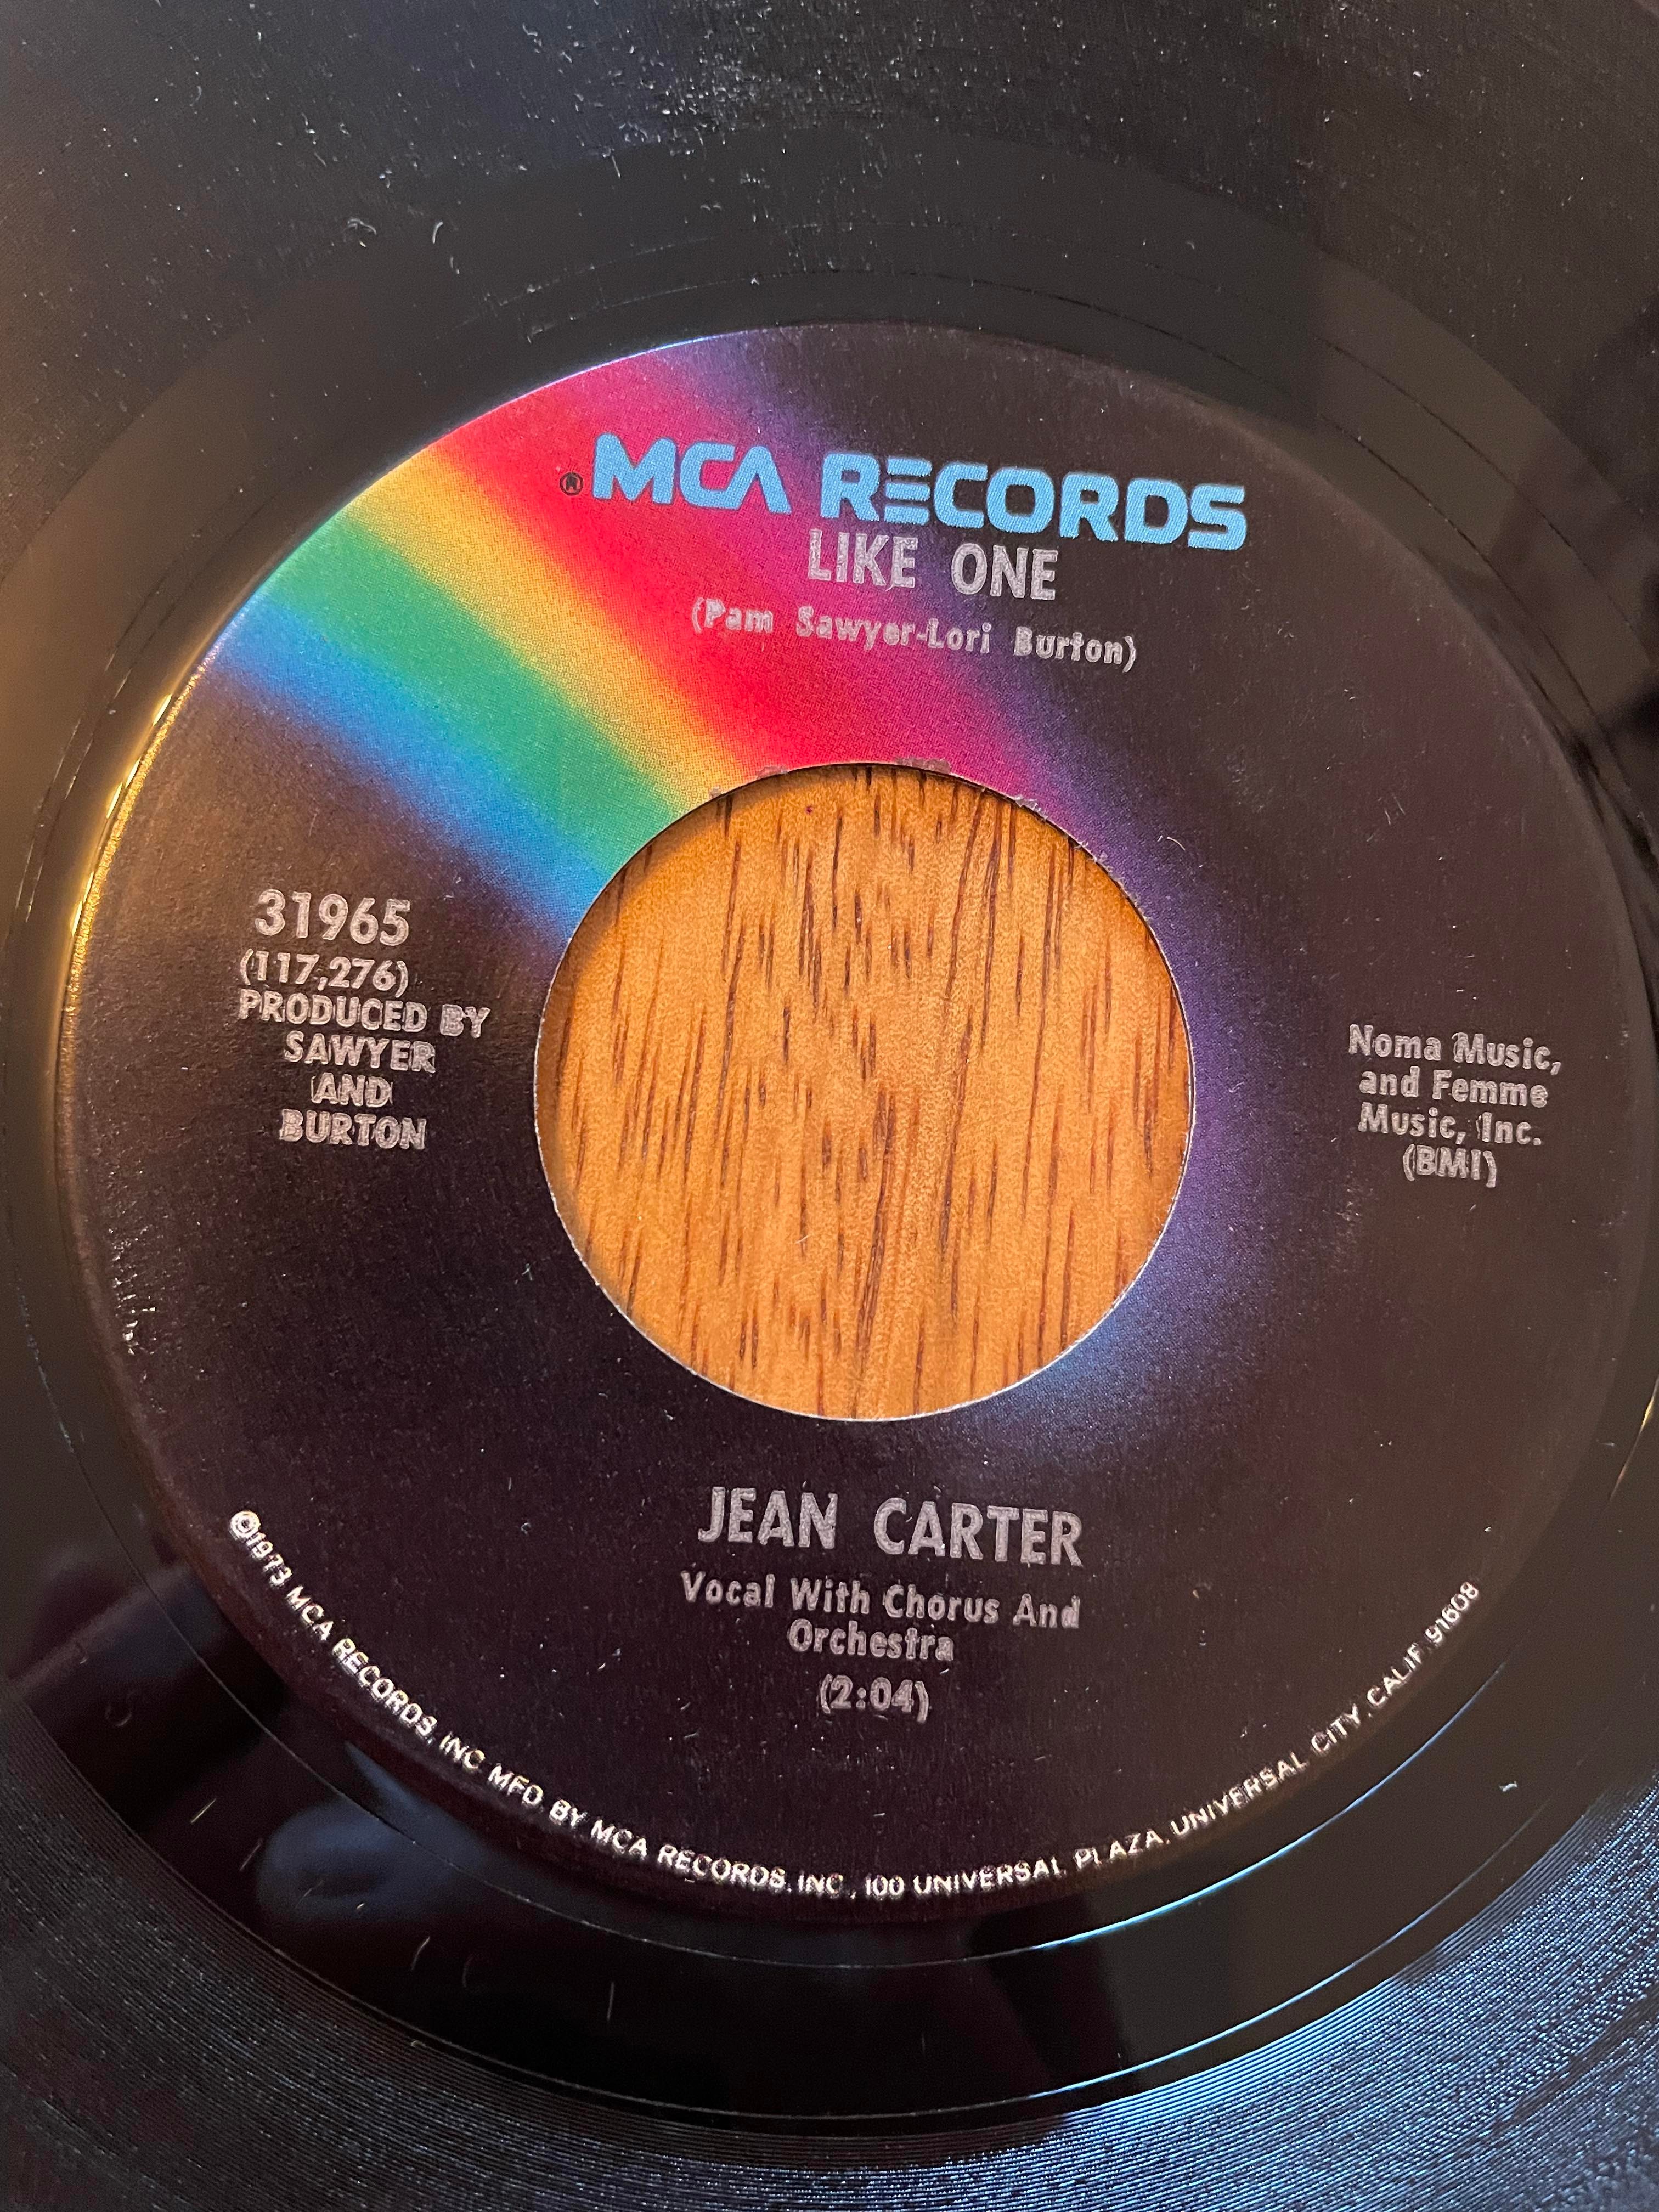 ® MCA RECORDS
LIKE ONE
(Pam Sawyer-Lori Burton)
31965
(117,276)
PRODUCED BY
SAWYER
AND
BURTON
Noma Music,
and Femme
Music, Inc.
(BMI)
JEAN CARTER
Vocal With Chorus And
Orchestra
(2:04)
©1973 MCA RECORDS, INC. MFD. BY MCA RECORDS, INC., 100 UNIVERSAL PLAZA, UNIVERSAL CITY, CALIF. 91608